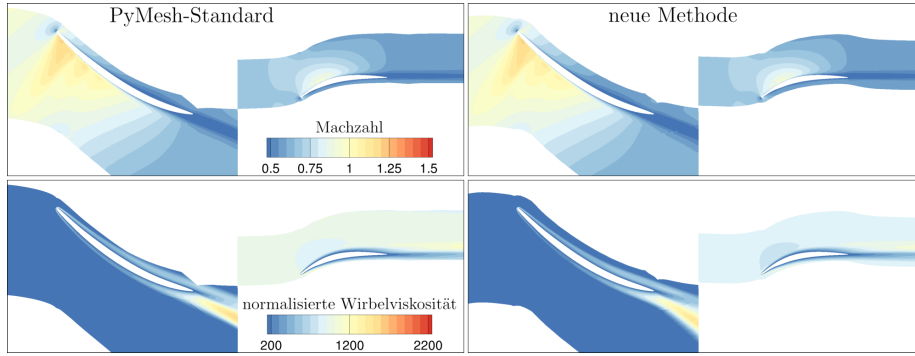 PyMesh-Standard
neue Methode
Machzahl
0.5 0.75 1 1.25 1.5
normalisierte Wirbelviskosität
200 1200 2200